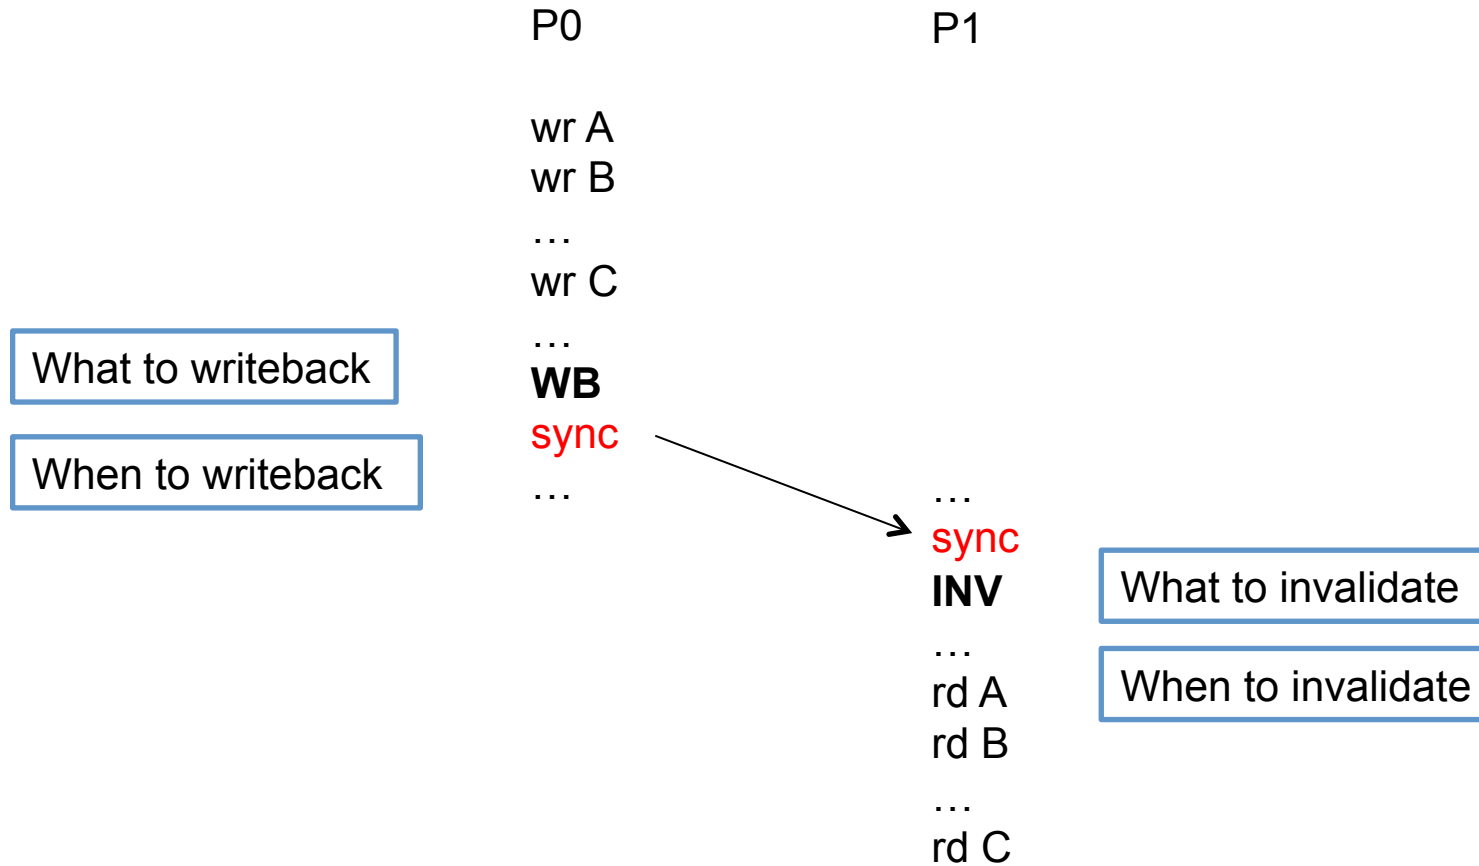 P0
wr A
wr B
…
wr C
…
WB
sync
…
What to writeback
When to writeback
P1
…
sync
INV
…
rd A
rd B
…
rd C
What to invalidate
When to invalidate